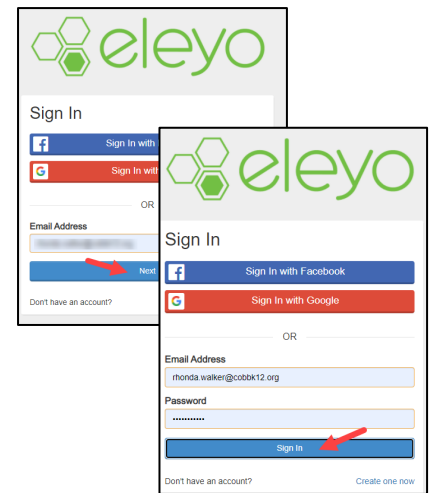 eleyo
Sign In
Sign In with
Sign In with
OR
Email Address
Next
Don't have an account?
eleyo
Sign In
Sign In with Facebook
Sign In with Google
OR
Email Address
rhonda.walker@cobbk12.org
Password
Sign In
Don't have an account? Create one now